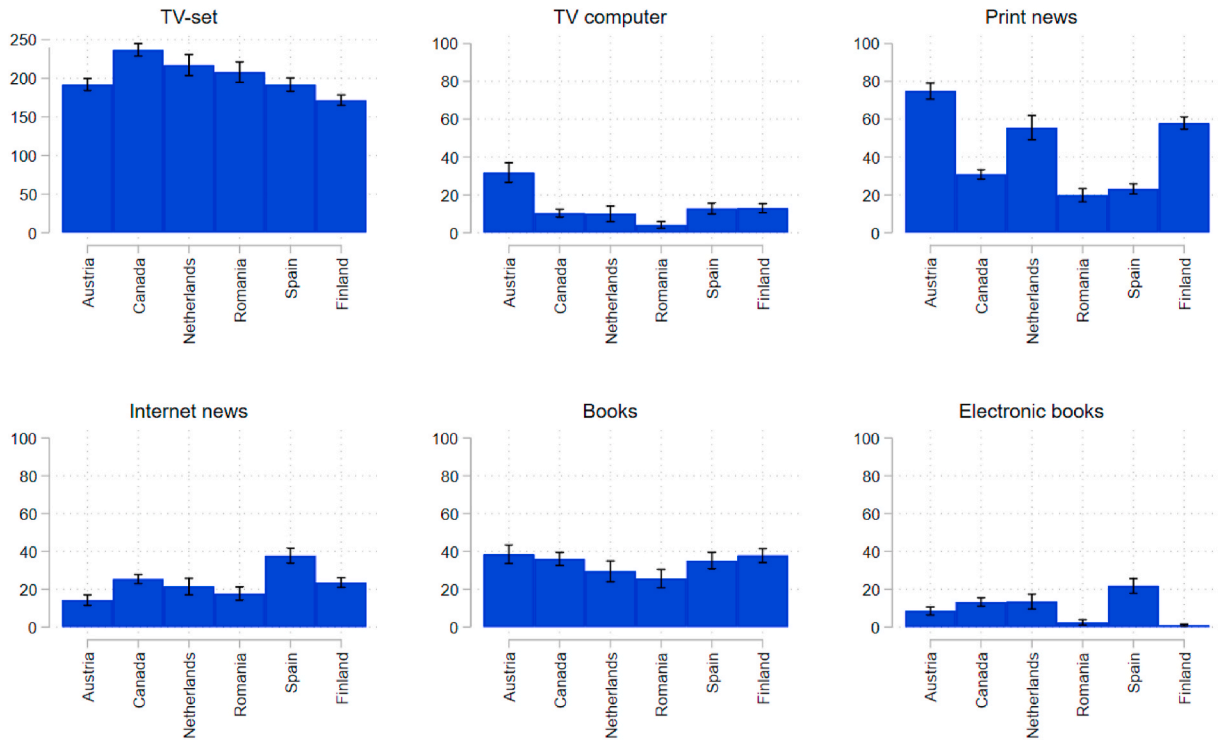 TV-set
250
200
150
100
50
0
Austria
Canada
Netherlands
Romania
Spain
Finland
TV computer
100
80
60
40
20
0
Austria
Canada
Netherlands
Romania
Spain
Finland
Print news
100
80
60
40
20
0
Austria
Canada
Netherlands
Romania
Spain
Finland
Internet news
100
80
60
40
20
0
Austria
Canada
Netherlands
Romania
Spain
Finland
Books
100
80
60
40
20
0
Austria
Canada
Netherlands
Romania
Spain
Finland
Electronic books
100
80
60
40
20
0
Austria
Canada
Netherlands
Romania
Spain
Finland